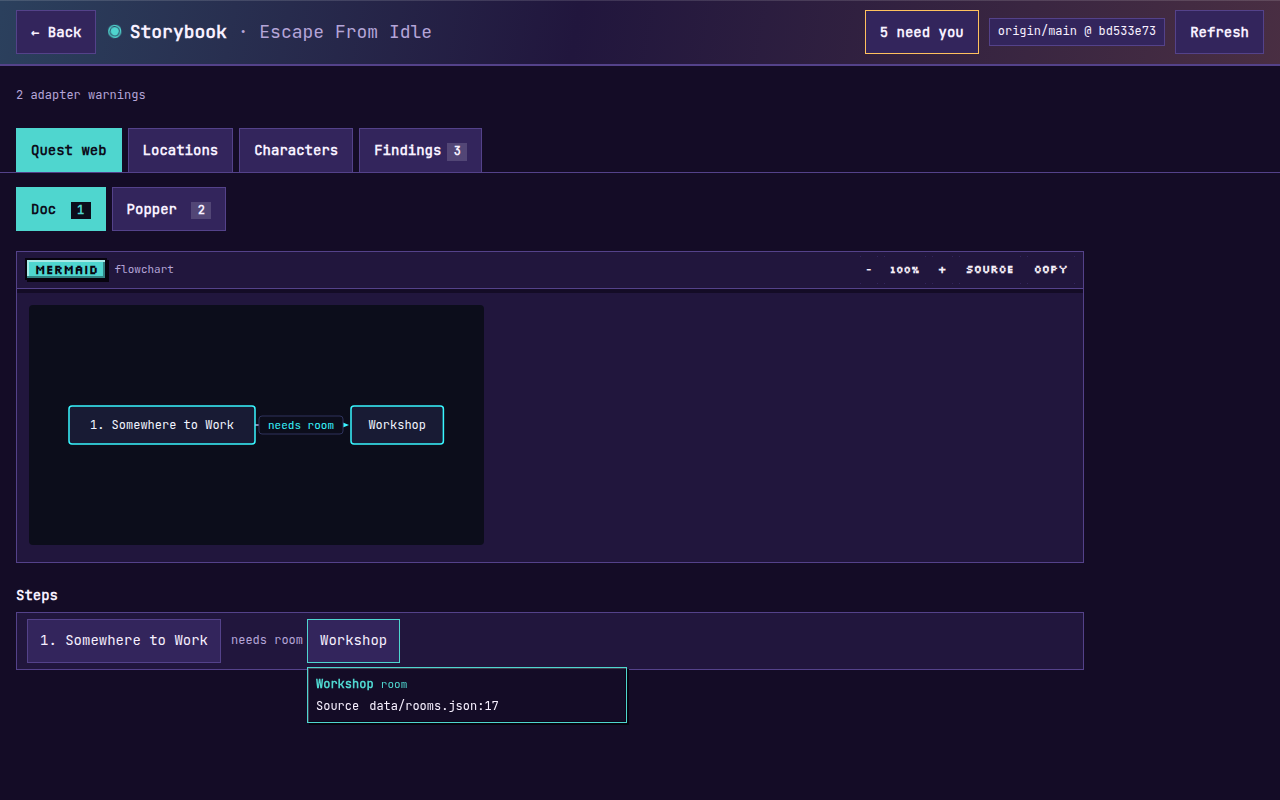 ← Back
Storybook · Escape From Idle
5 need you
origin/main @ bd533e73
Refresh
2 adapter warnings
Quest web
Locations
Characters
Findings 3
Doc 1
Popper 2
MERMAID flowchart
- 100% + SOURCE COPY
1. Somewhere to Work
needs room
Workshop
Steps
1. Somewhere to Work needs room Workshop
Workshop room
Source data/rooms.json:17